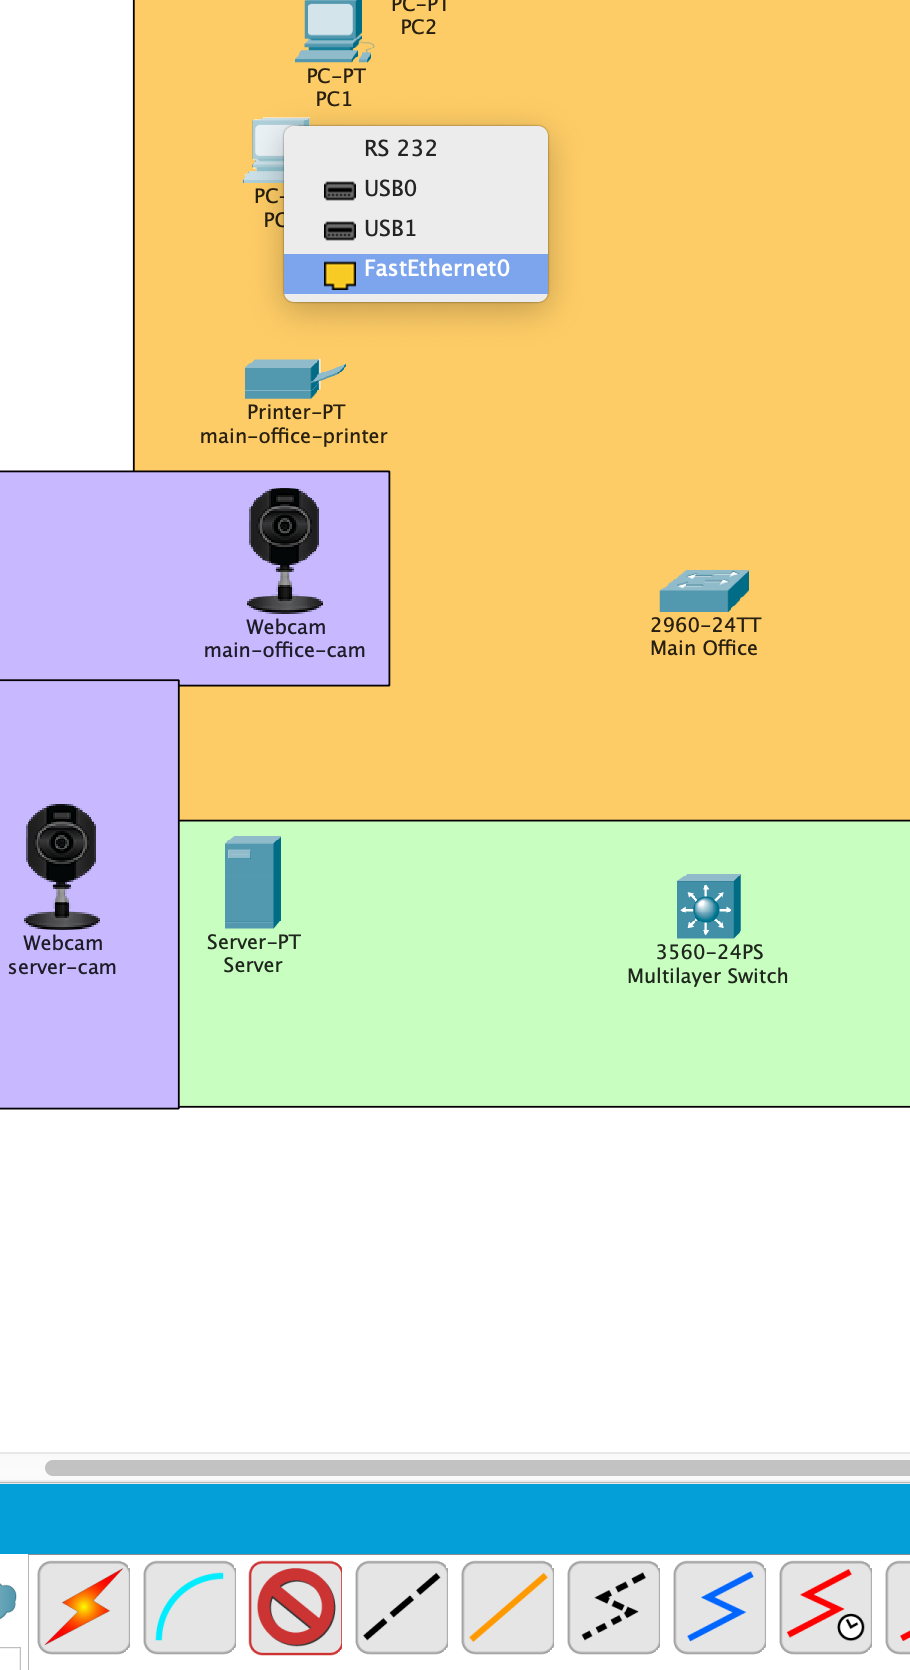 PC-PT
PC2
PC-PT
PC1
RS 232
USB0
USB1
FastEthernet0
PC-
PC
Printer-PT
main-office-printer
Webcam
main-office-cam
2960-24TT
Main Office
Webcam
server-cam
Server-PT
Server
3560-24PS
Multilayer Switch